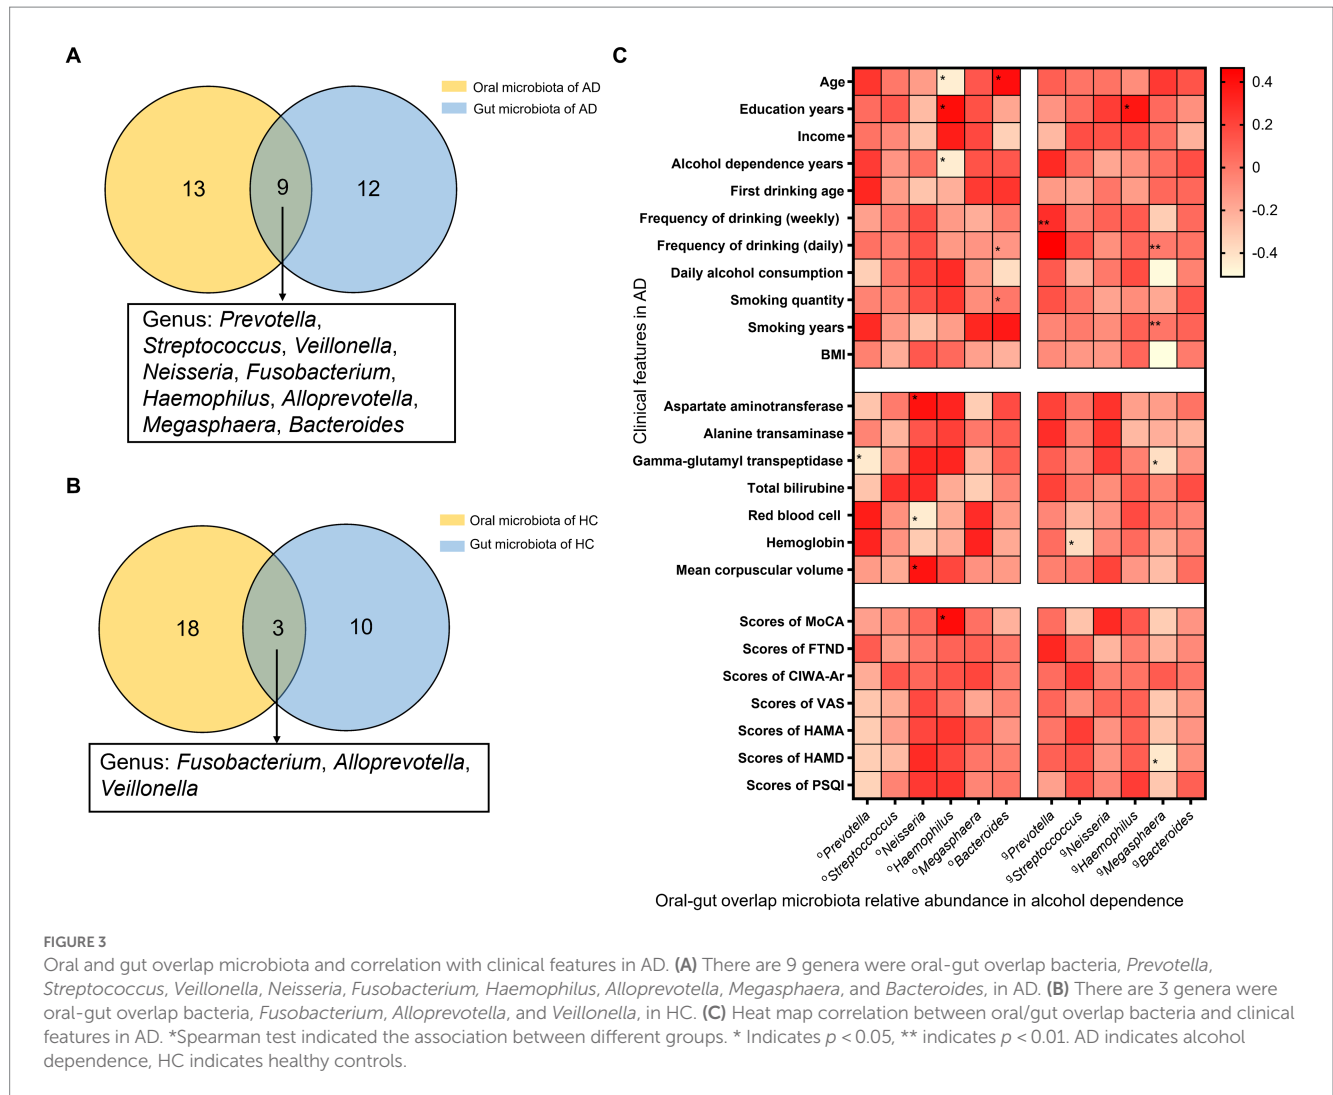 A
13
9
12
Oral microbiota of AD
Gut microbiota of AD
Genus: Prevotella,
Streptococcus, Veillonella,
Neisseria, Fusobacterium,
Haemophilus, Alloprevotella,
Megasphaera, Bacteroides
B
18
3
10
Oral microbiota of HC
Gut microbiota of HC
Genus: Fusobacterium, Alloprevotella,
Veillonella
C
Clinical features in AD
Age * *
Education years * *
Income
Alcohol dependence years *
First drinking age
Frequency of drinking (weekly) **
Frequency of drinking (daily) * **
Daily alcohol consumption
Smoking quantity *
Smoking years **
BMI
Aspartate aminotransferase *
Alanine transaminase
Gamma-glutamyl transpeptidase * *
Total bilirubine
Red blood cell *
Hemoglobin *
Mean corpuscular volume *
Scores of MoCA *
Scores of FTND
Scores of CIWA-Ar
Scores of VAS
Scores of HAMA
Scores of HAMD *
Scores of PSQI
0.4
0.2
0
-0.2
-0.4
oPrevotella
oStreptococcus
oNeisseria
oHaemophilus
oMegasphaera
oBacteroides
gPrevotella
gStreptococcus
gNeisseria
gHaemophilus
gMegasphaera
gBacteroides
Oral-gut overlap microbiota relative abundance in alcohol dependence
FIGURE 3
Oral and gut overlap microbiota and correlation with clinical features in AD. (A) There are 9 genera were oral-gut overlap bacteria, Prevotella,
Streptococcus, Veillonella, Neisseria, Fusobacterium, Haemophilus, Alloprevotella, Megasphaera, and Bacteroides, in AD. (B) There are 3 genera were
oral-gut overlap bacteria, Fusobacterium, Alloprevotella, and Veillonella, in HC. (C) Heat map correlation between oral/gut overlap bacteria and clinical
features in AD. *Spearman test indicated the association between different groups. * Indicates p < 0.05, ** indicates p < 0.01. AD indicates alcohol
dependence, HC indicates healthy controls.